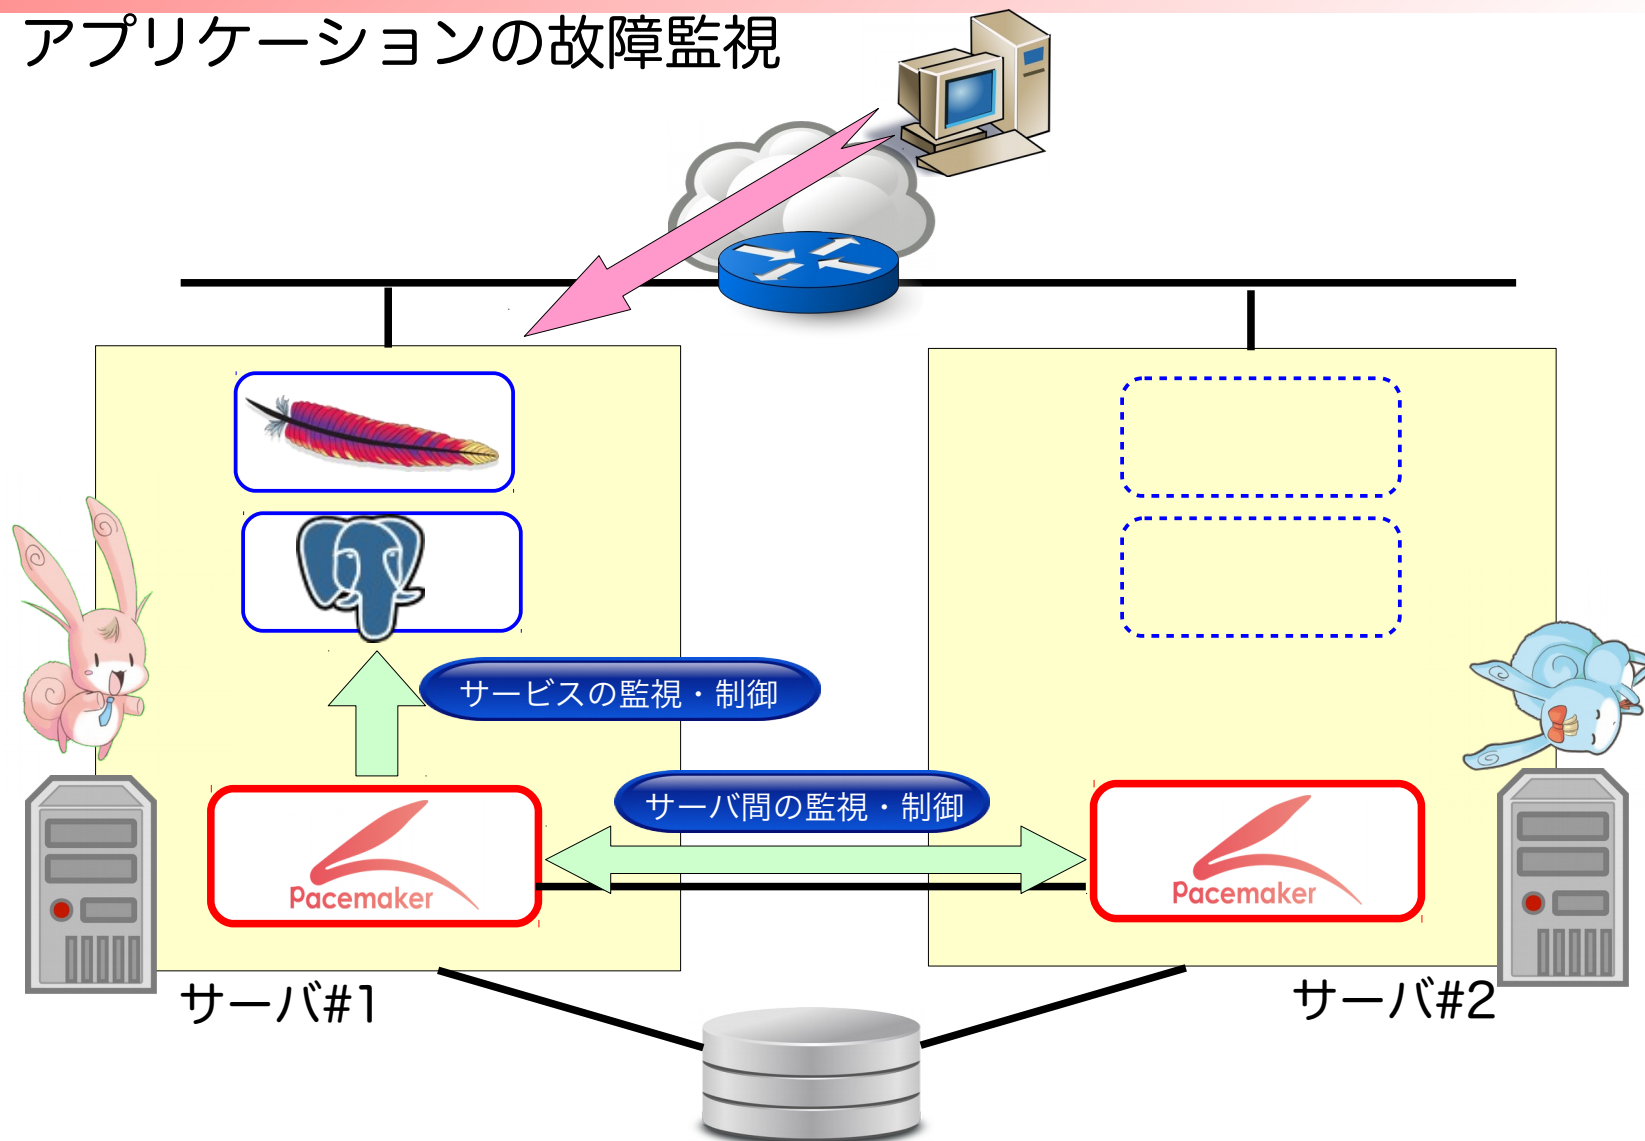 アプリケーションの故障監視
サービスの監視・制御
サーバ間の監視・制御
Pacemaker
Pacemaker
サーバ#1
サーバ#2